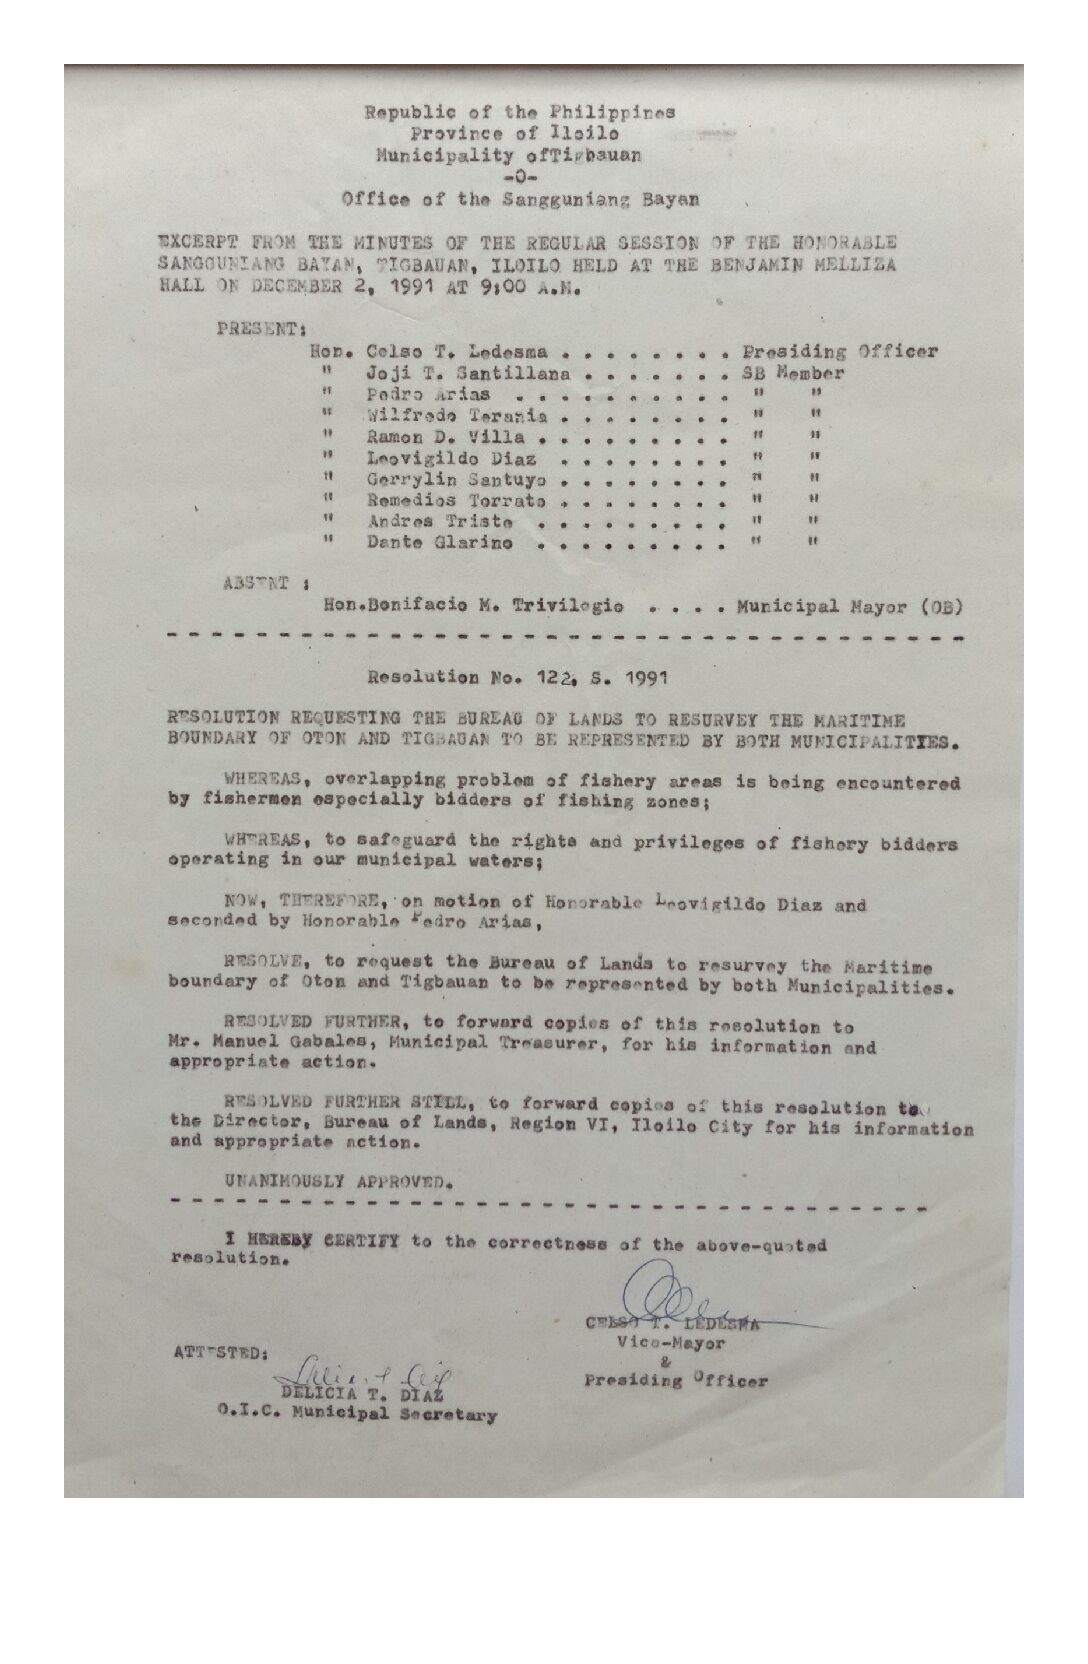 Republic of the Philippines
Province of Iloilo
Municipality ofTigbauan
-O-
Office of the Sangguniang Bayan
EXCERPT FROM THE MINUTES OF THE REGULAR SESSION OF THE HONORABLE
SANGGUNIANG BAYAN, TIGBAUAN, ILOILO HELD AT THE BENJAMIN MELLIZA
HALL ON DECEMBER 2, 1991 AT 9:00 A.M.
PRESENT:
Hon. Celso T. Ledesma . . . . . . . . Presiding Officer
" Joji T. Santillana . . . . . . . SB Member
" Pedro Arias . . . . . . . . . . " "
" Wilfredo Terania . . . . . . . . " "
" Ramon D. Villa . . . . . . . . . " "
" Leovigildo Diaz . . . . . . . . " "
" Gerrylin Santuyo . . . . . . . . " "
" Remedios Torrato . . . . . . . . " "
" Andres Triste . . . . . . . . . " "
" Dante Glarino . . . . . . . . . " "
ABSENT :
Hon.Bonifacio M. Trivilegio . . . . Municipal Mayor (OB)
Resolution No. 122, S. 1991
RESOLUTION REQUESTING THE BUREAU OF LANDS TO RESURVEY THE MARITIME
BOUNDARY OF OTON AND TIGBAUAN TO BE REPRESENTED BY BOTH MUNICIPALITIES.
WHEREAS, overlapping problem of fishery areas is being encountered
by fishermen especially bidders of fishing zones;
WHEREAS, to safeguard the rights and privileges of fishery bidders
operating in our municipal waters;
NOW, THEREFORE, on motion of Honorable Leovigildo Diaz and
seconded by Honorable Pedro Arias,
RESOLVE, to request the Bureau of Lands to resurvey the Maritime
boundary of Oton and Tigbauan to be represented by both Municipalities.
RESOLVED FURTHER, to forward copies of this resolution to
Mr. Manuel Gabales, Municipal Treasurer, for his information and
appropriate action.
RESOLVED FURTHER STILL, to forward copies of this resolution to
the Director, Bureau of Lands, Region VI, Iloilo City for his information
and appropriate action.
UNANIMOUSLY APPROVED.
I HEREBY CERTIFY to the correctness of the above-quoted
resolution.
CELSO T. LEDESMA
Vice-Mayor
&
Presiding Officer
ATTESTED:
DELICIA T. DIAZ
O.I.C. Municipal Secretary